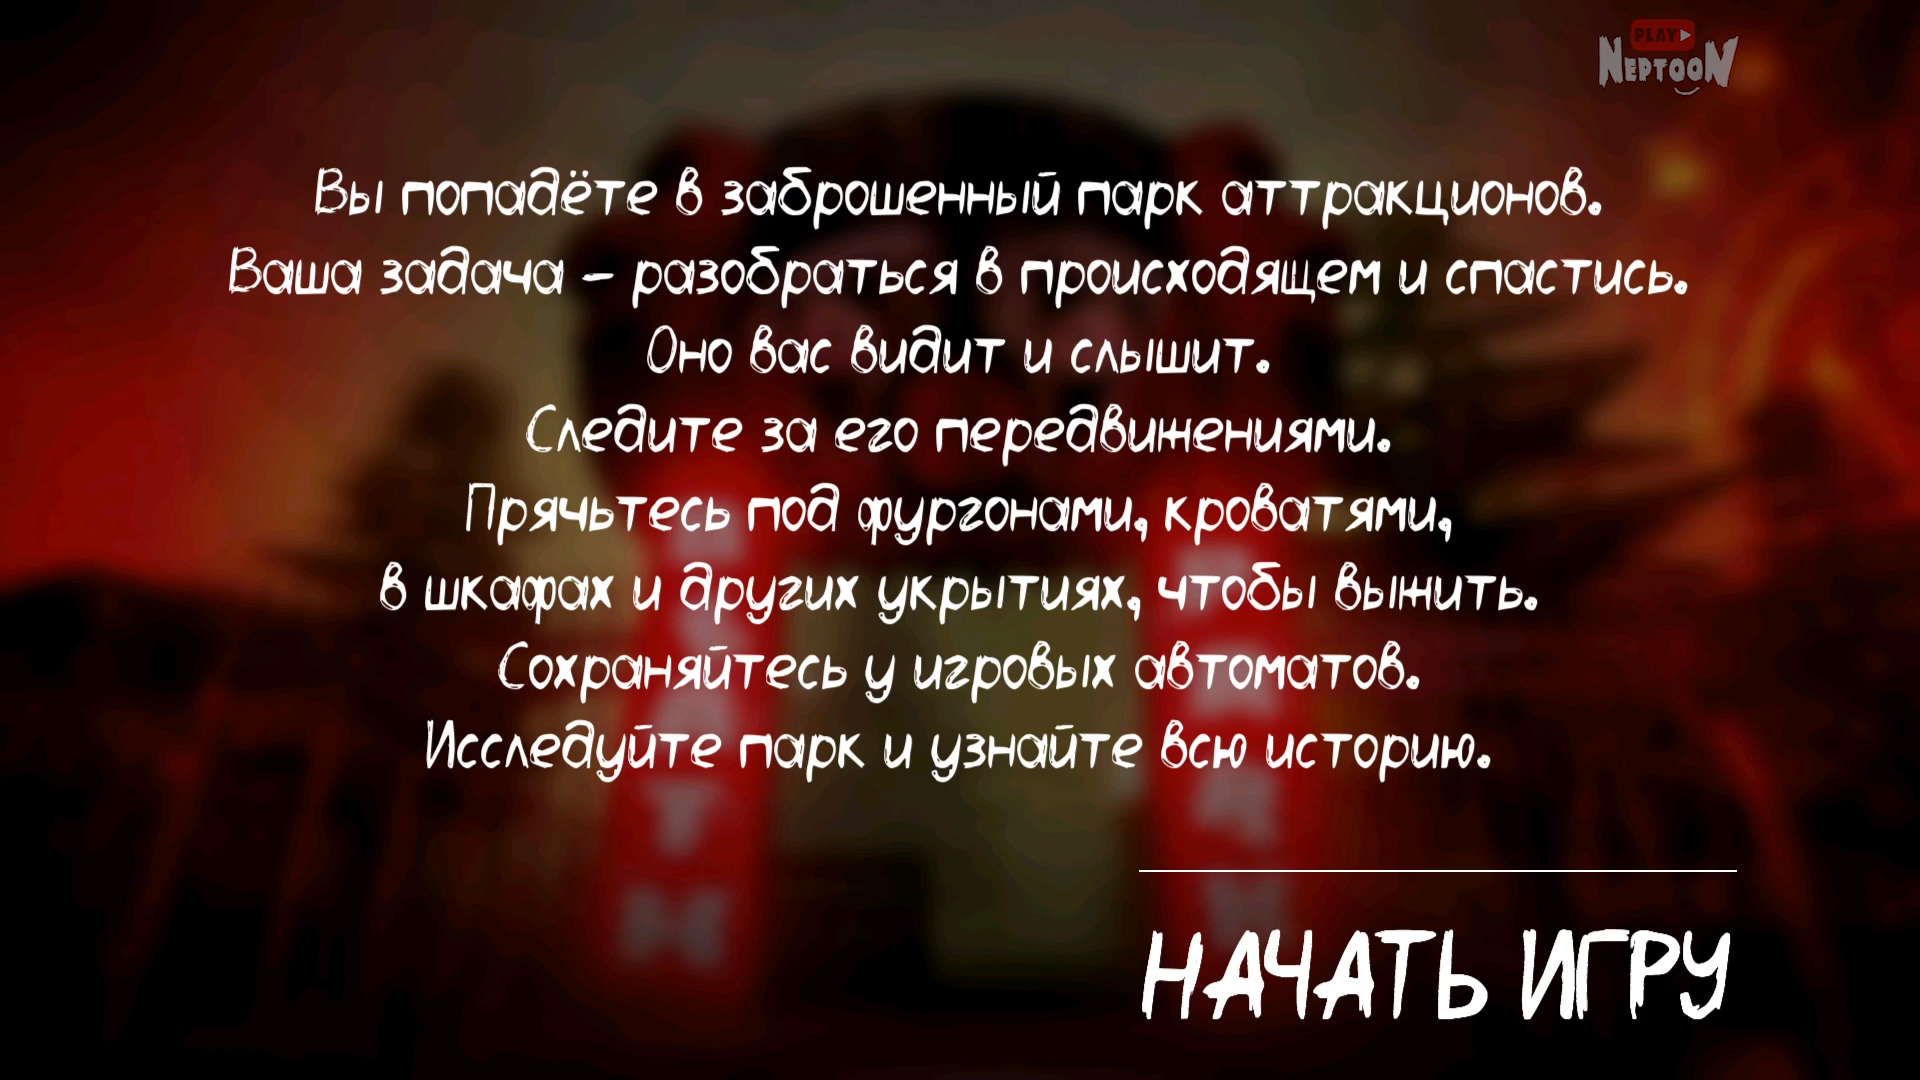 PLAY
NEPTOON
Вы попадёте в заброшенный парк аттракционов.
Ваша задача – разобраться в происходящем и спастись.
Оно вас видит и слышит.
Следите за его передвижениями.
Прячьтесь под фургонами, кроватями,
в шкафах и других укрытиях, чтобы выжить.
Сохраняйтесь у игровых автоматов.
Исследуйте парк и узнайте всю историю.
НАЧАТЬ ИГРУ